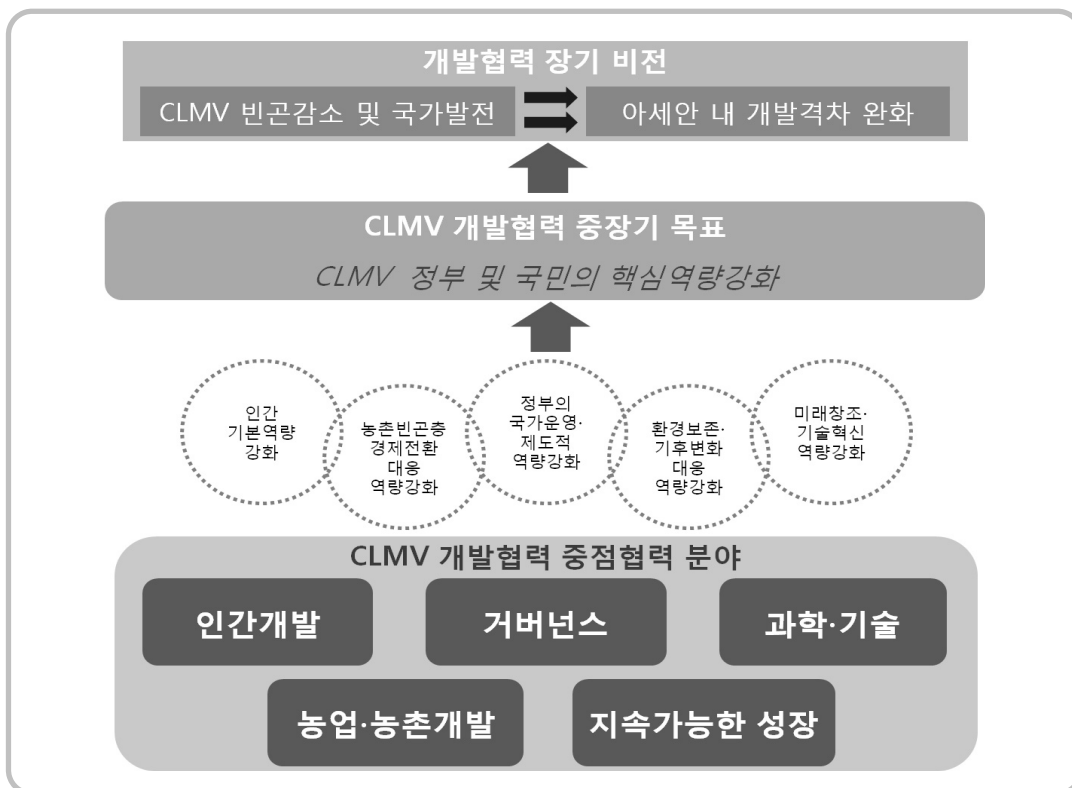 개발협력 장기 비전
CLMV 빈곤감소 및 국가발전
아세안 내 개발격차 완화
CLMV 개발협력 중장기 목표
CLMV 정부 및 국민의 핵심역량강화
인간
기본역량
강화
농촌빈곤층
경제전환
대응
역량강화
정부의
국가운영·
제도적
역량강화
환경보존·
기후변화
대응
역량강화
미래창조·
기술혁신
역량강화
CLMV 개발협력 중점협력 분야
인간개발
거버넌스
과학·기술
농업·농촌개발
지속가능한 성장